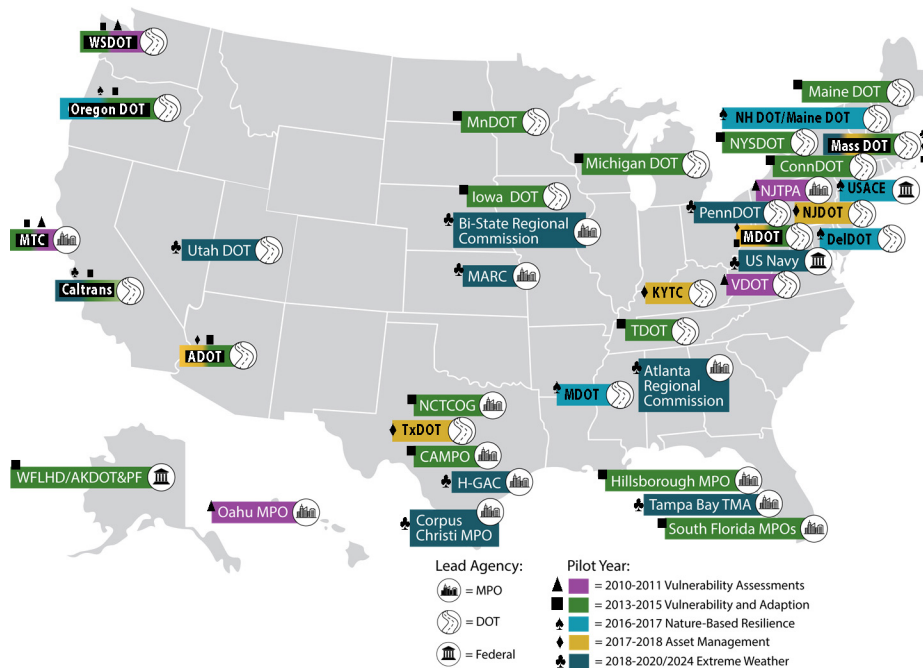 WSDOT
Oregon DOT
MTC
Caltrans
ADOT
Utah DOT
MnDOT
Iowa DOT
Bi-State Regional
Commission
MARC
Michigan DOT
Maine DOT
NH DOT/Maine DOT
NYSDOT
Mass DOT
ConnDOT
NJTPA
USACE
PennDOT
NJDOT
MDOT
DelDOT
US Navy
VDOT
KYTC
TDOT
MDOT
Atlanta
Regional
Commission
NCTCOG
TxDOT
CAMPO
H-GAC
Corpus
Christi MPO
WFLHD/AKDOT&PF
Oahu MPO
Hillsborough MPO
Tampa Bay TMA
South Florida MPOs
Lead Agency:
= MPO
= DOT
= Federal
Pilot Year:
= 2010-2011 Vulnerability Assessments
= 2013-2015 Vulnerability and Adaption
= 2016-2017 Nature-Based Resilience
= 2017-2018 Asset Management
= 2018-2020/2024 Extreme Weather